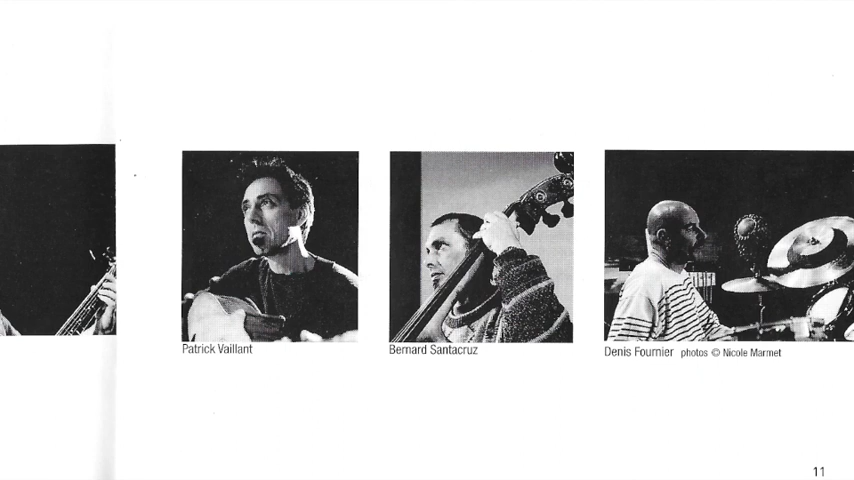 Patrick Vaillant
Bernard Santacruz
Denis Fournier photos © Nicole Marmet
11